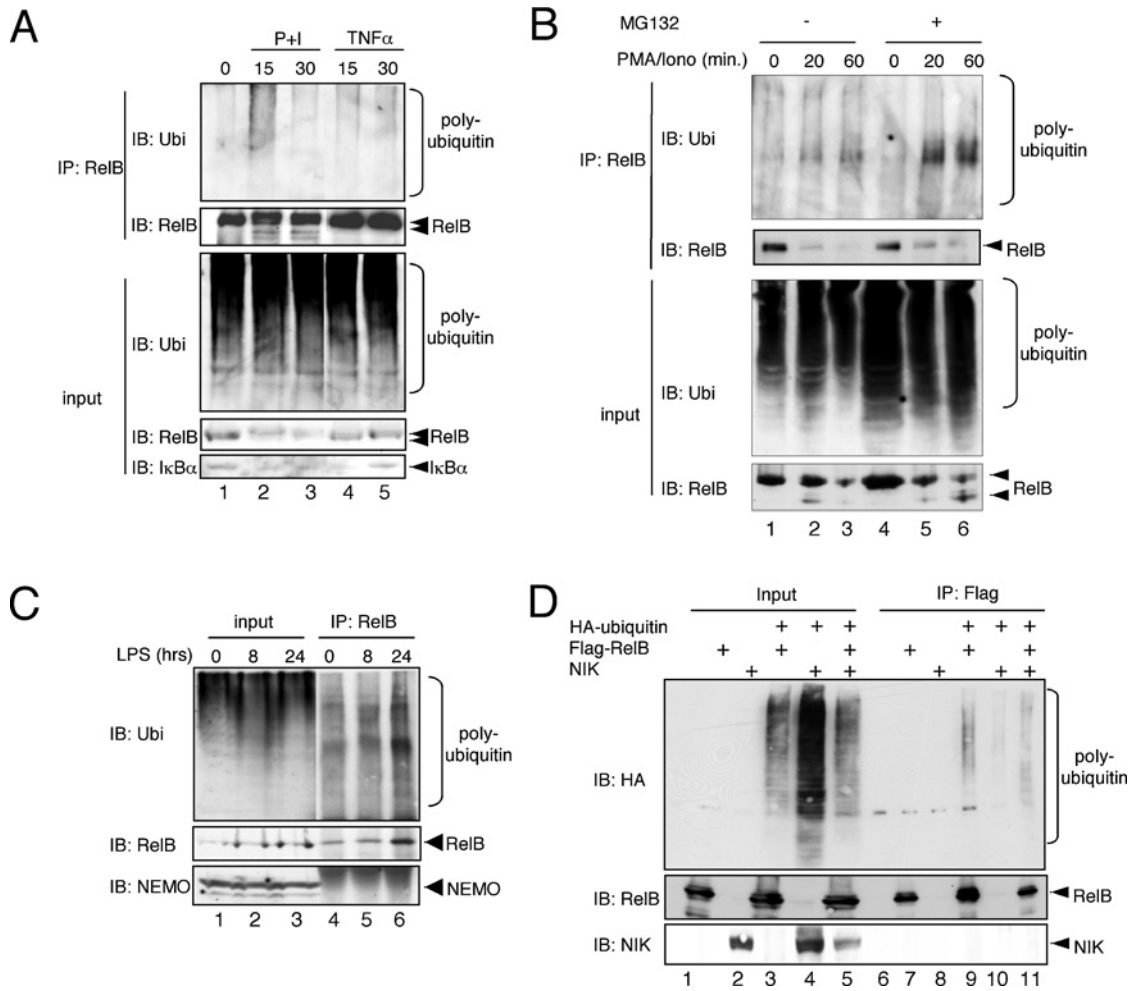 A
P+I TNFα
0 15 30 15 30
IP: RelB
IB: Ubi
poly-
ubiquitin
IB: RelB
RelB
input
IB: Ubi
poly-
ubiquitin
IB: RelB
RelB
IB: IκBα
IκBα
1 2 3 4 5
B
MG132 - +
PMA/Iono (min.) 0 20 60 0 20 60
IP: RelB
IB: Ubi
poly-
ubiquitin
IB: RelB
RelB
input
IB: Ubi
poly-
ubiquitin
IB: RelB
RelB
1 2 3 4 5 6
C
input IP: RelB
LPS (hrs) 0 8 24 0 8 24
IB: Ubi
poly-
ubiquitin
IB: RelB
RelB
IB: NEMO
NEMO
1 2 3 4 5 6
D
Input IP: Flag
HA-ubiquitin + + + + + +
Flag-RelB + + + + + +
NIK + + + + + +
IB: HA
poly-
ubiquitin
IB: RelB
RelB
IB: NIK
NIK
1 2 3 4 5 6 7 8 9 10 11